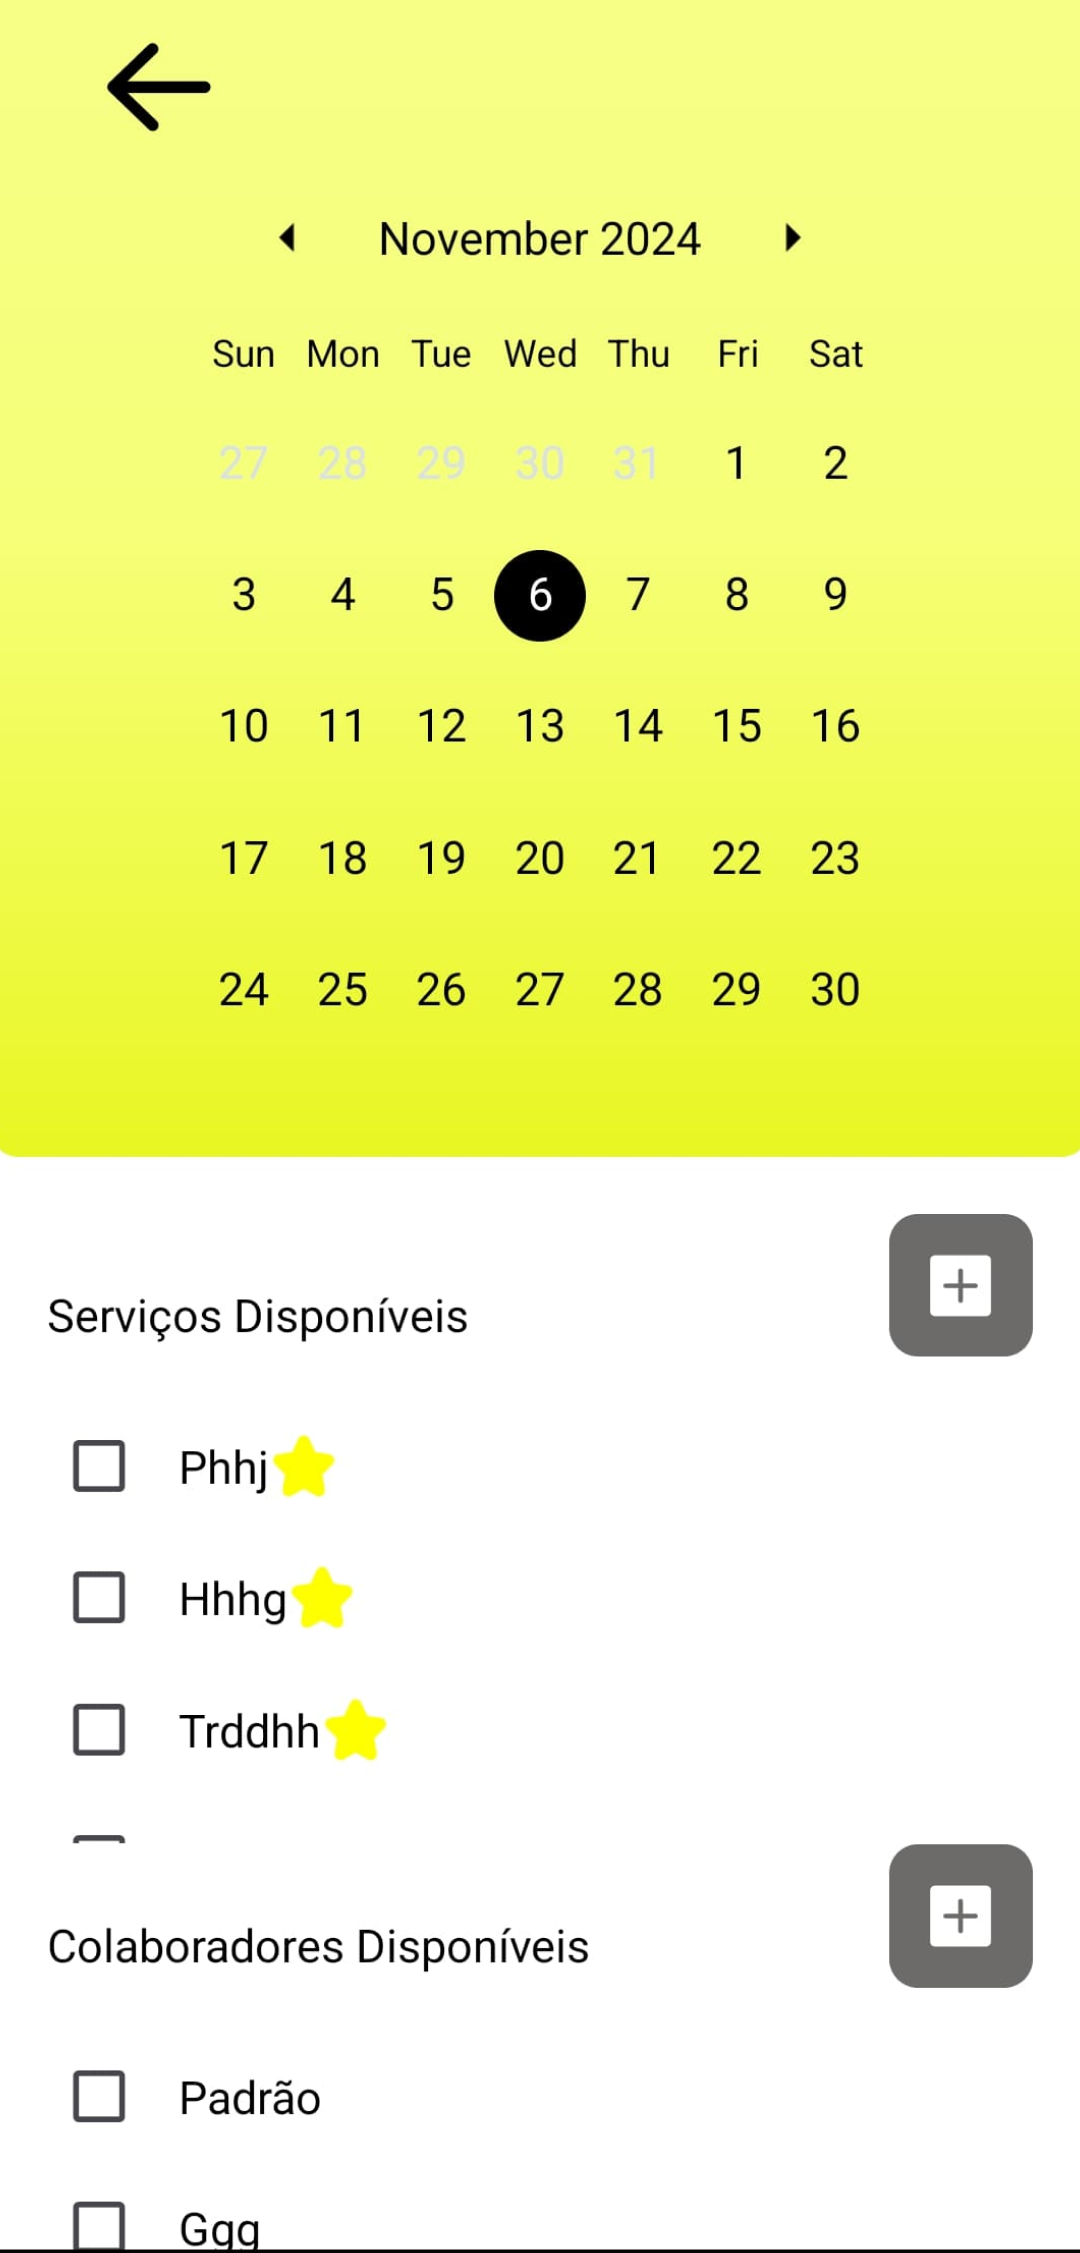 November 2024
Sun Mon Tue Wed Thu Fri Sat
27 28 29 30 31 1 2
3 4 5 6 7 8 9
10 11 12 13 14 15 16
17 18 19 20 21 22 23
24 25 26 27 28 29 30
Serviços Disponíveis
Phhj
Hhhg
Trddhh
Colaboradores Disponíveis
Padrão
Ggg